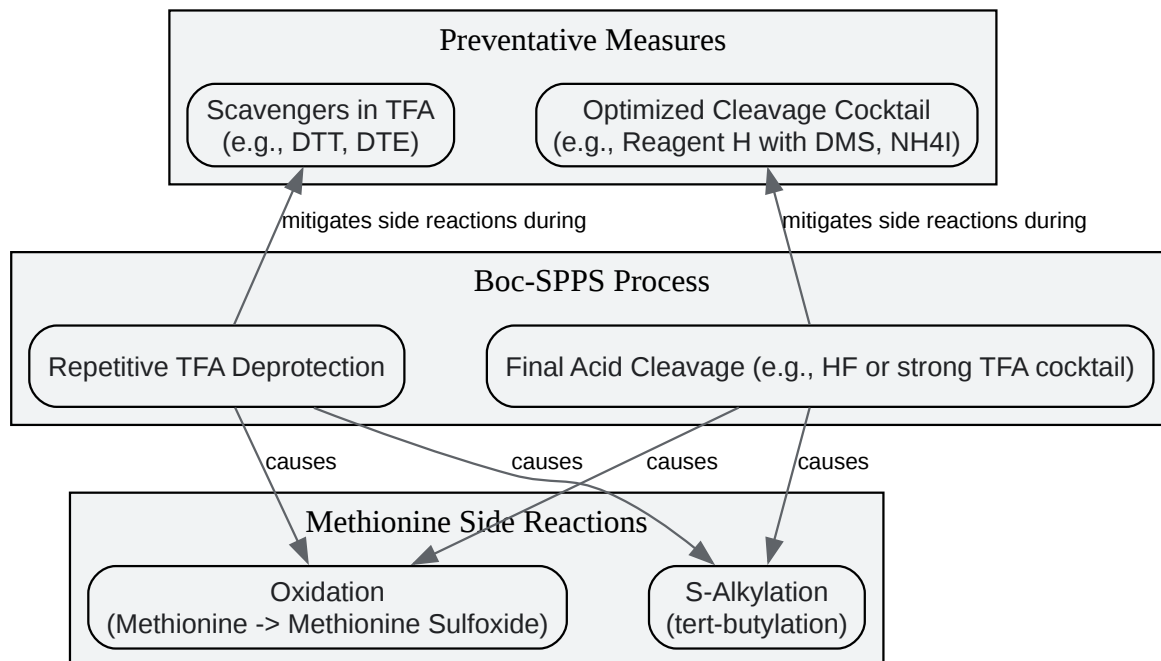 Preventative Measures
Scavengers in TFA
(e.g., DTT, DTE)
Optimized Cleavage Cocktail
(e.g., Reagent H with DMS, NH4I)
mitigates side reactions during
mitigates side reactions during
Boc-SPPS Process
Repetitive TFA Deprotection
Final Acid Cleavage (e.g., HF or strong TFA cocktail)
causes
causes
causes
causes
Methionine Side Reactions
Oxidation
(Methionine -> Methionine Sulfoxide)
S-Alkylation
(tert-butylation)